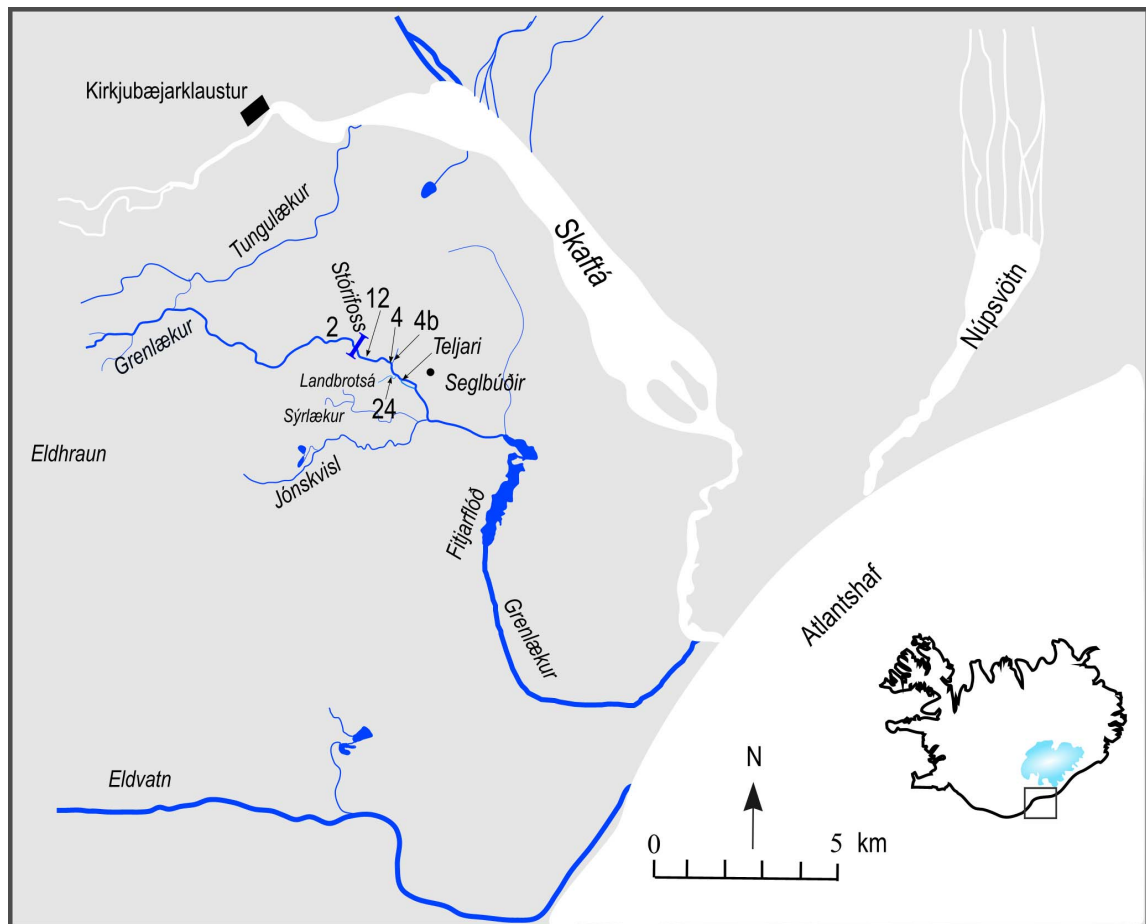 Kirkjubæjarklaustur
Tungulækur
Skaftá
Núpsvötn
Stórifoss
12
2
4
4b
Teljari
Grenlækur
Landbrotsá
Seglbúðir
24
Sýrlækur
Eldhraun
Jónskvisl
Fitjarflóð
Grenlækur
Atlantshaf
Eldvatn
N
0
5 km